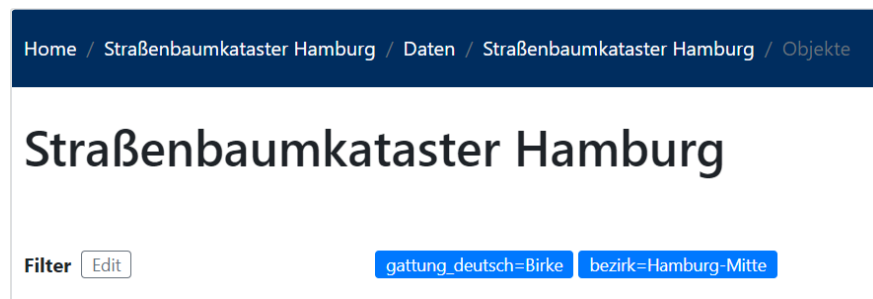 Home / Straßenbaumkataster Hamburg / Daten / Straßenbaumkataster Hamburg / Objekte
Straßenbaumkataster Hamburg
Filter Edit gattung_deutsch=Birke bezirk=Hamburg-Mitte